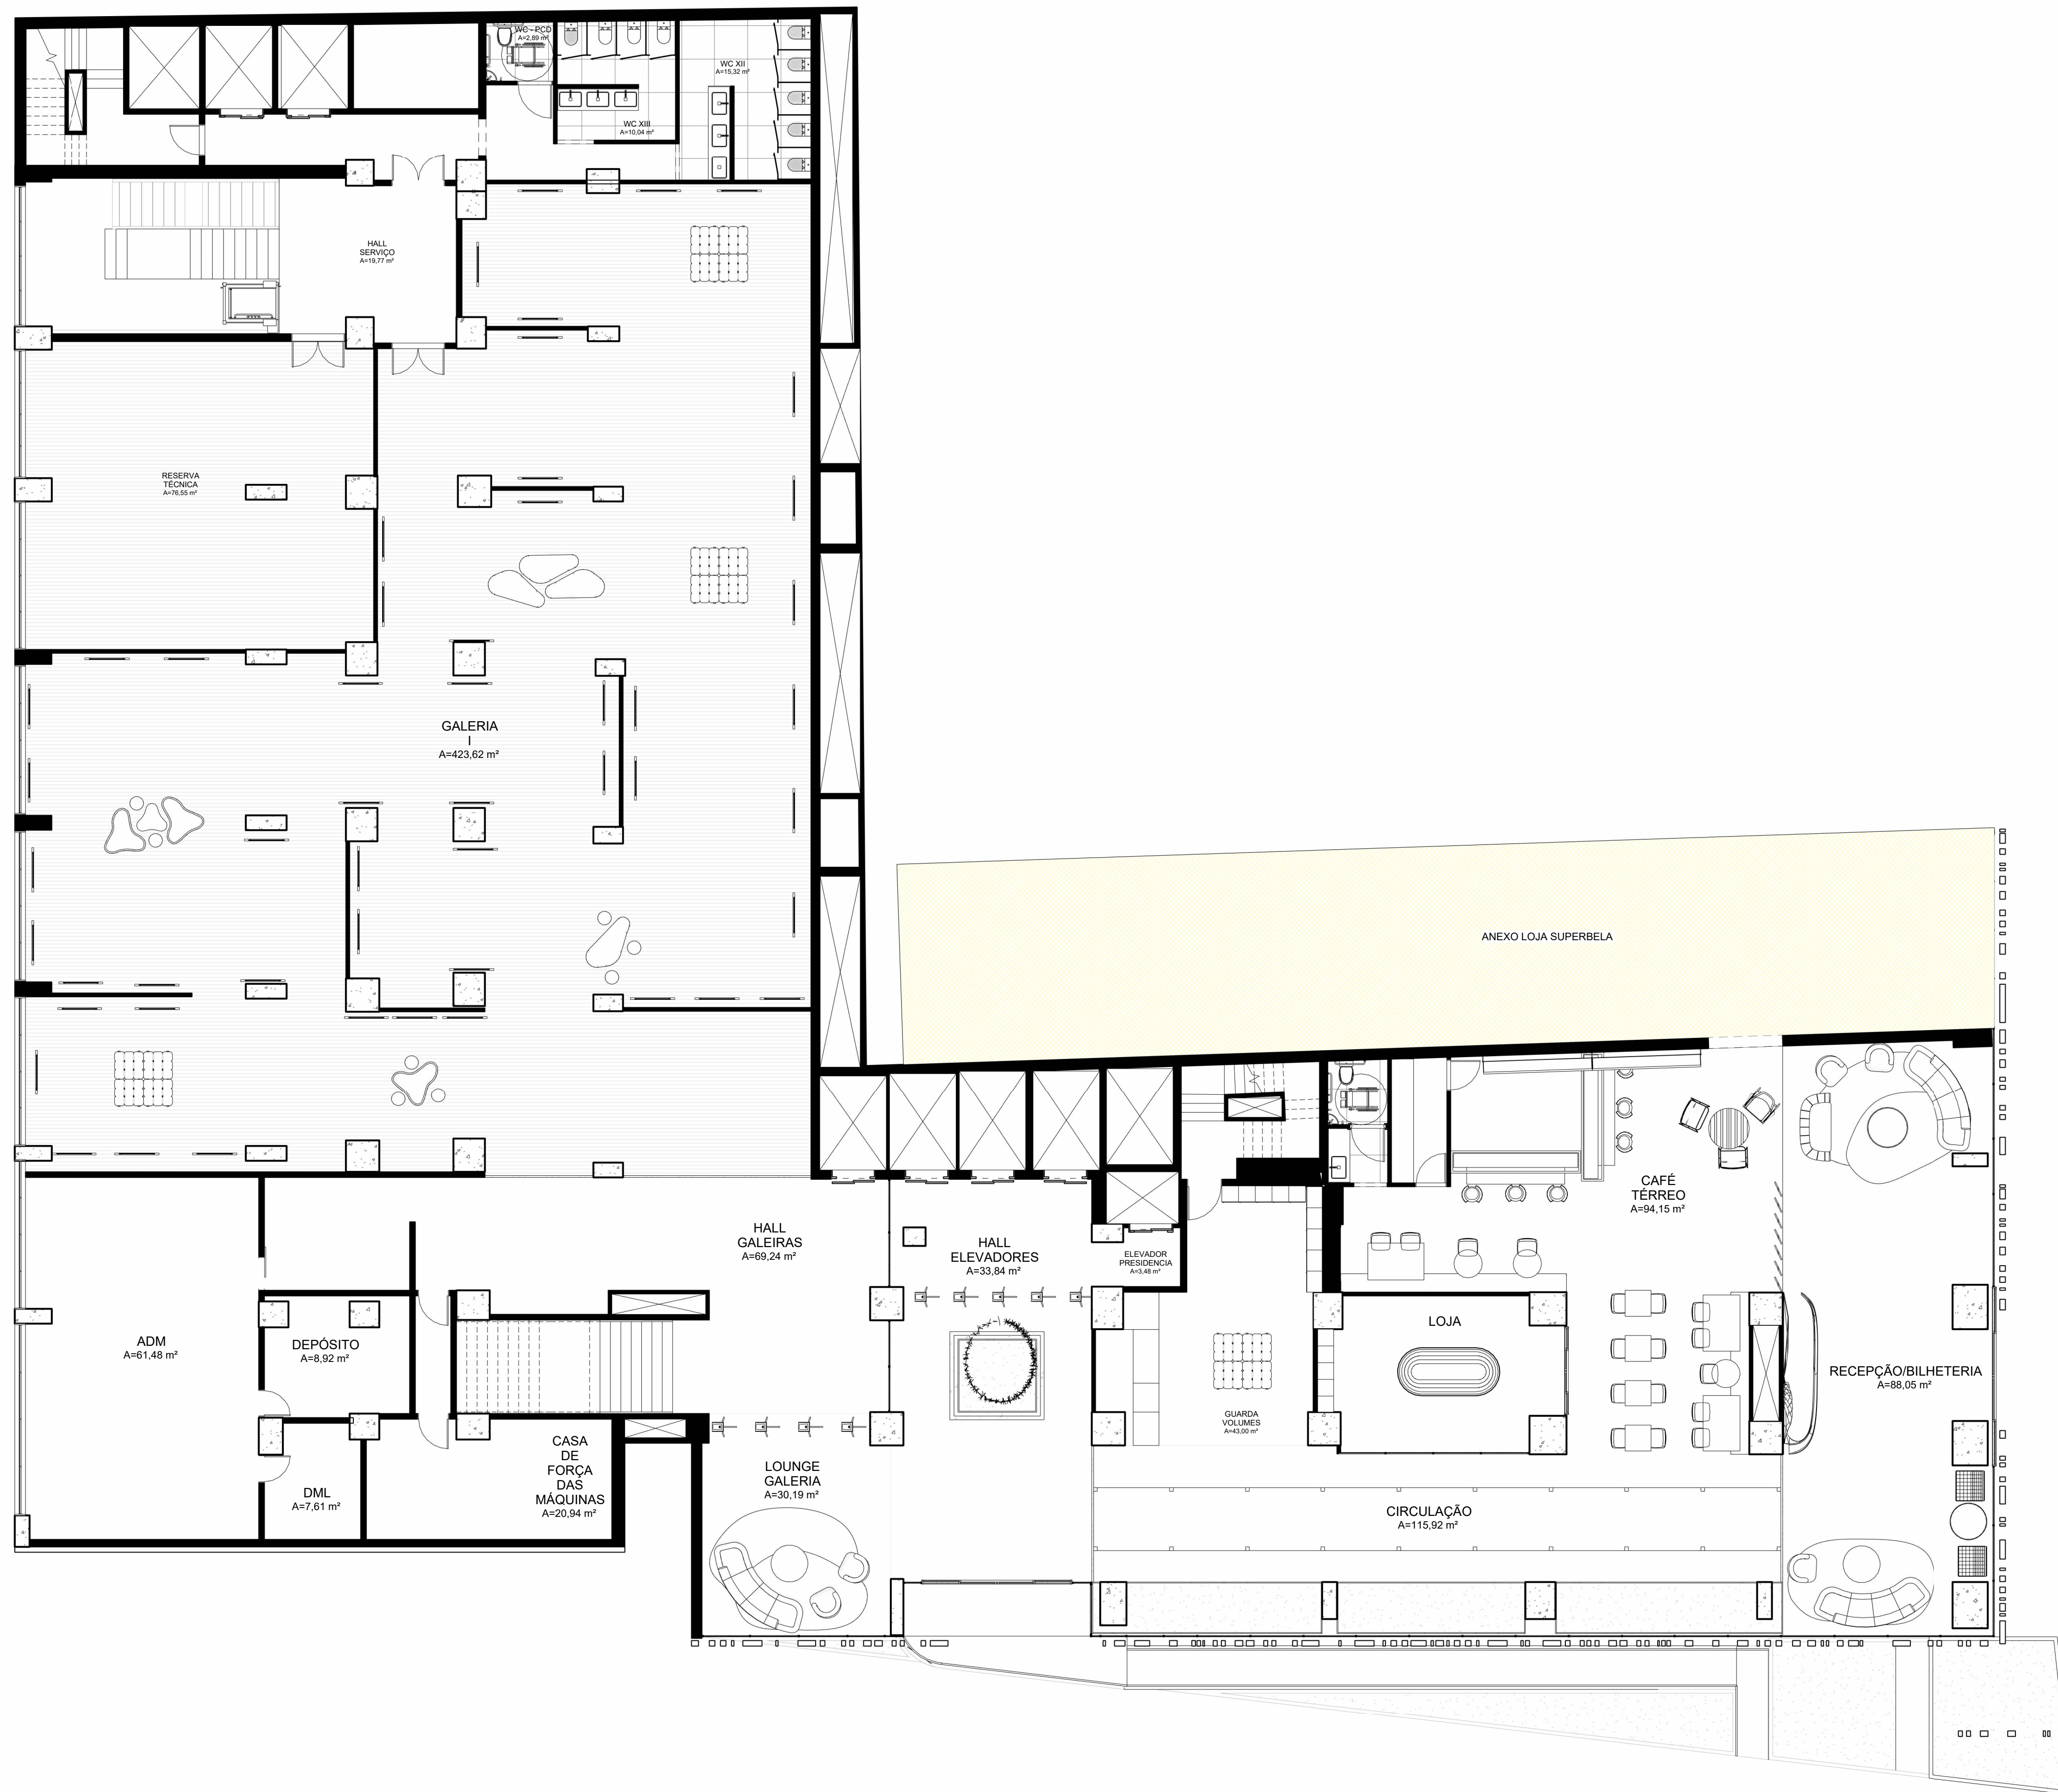 WC - PCD
A=2,89 m²
WC XII
A=15,32 m²
WC XIII
A=10,04 m²
HALL
SERVIÇO
A=19,77 m²
RESERVA
TÉCNICA
A=76,55 m²
GALERIA
I
A=423,62 m²
ANEXO LOJA SUPERBELA
CAFÉ
TÉRREO
A=94,15 m²
HALL
GALEIRAS
A=69,24 m²
HALL
ELEVADORES
A=33,84 m²
ELEVADOR
PRESIDENCIA
A=3,48 m²
ADM
A=61,48 m²
DEPÓSITO
A=8,92 m²
LOJA
RECEPÇÃO/BILHETERIA
A=88,05 m²
GUARDA
VOLUMES
A=43,00 m²
CASA
DE
FORÇA
DAS
MÁQUINAS
A=20,94 m²
LOUNGE
GALERIA
A=30,19 m²
DML
A=7,61 m²
CIRCULAÇÃO
A=115,92 m²